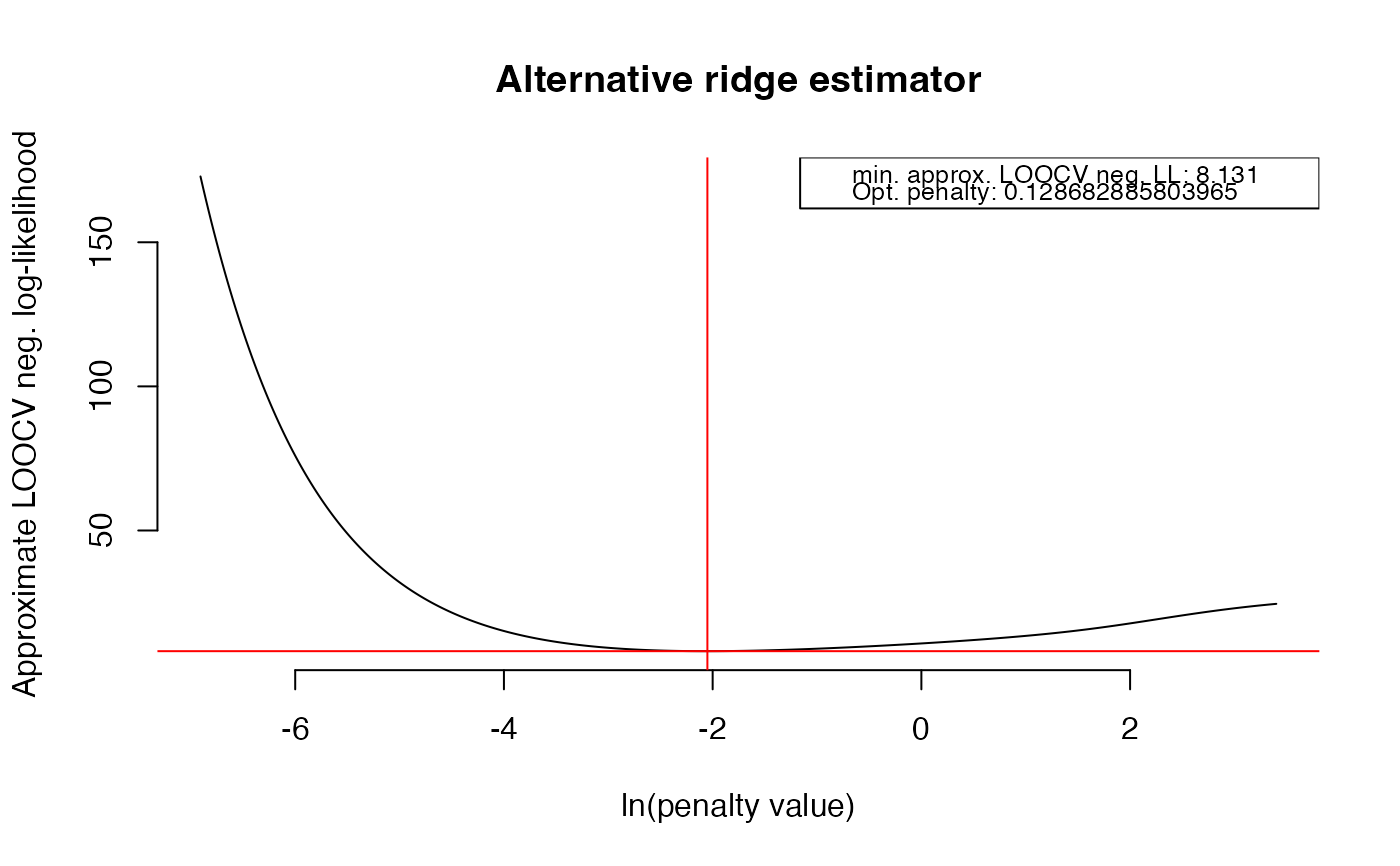 Alternative ridge estimator
min. approx. LOOCV neg. LL: 8.131
Opt. penalty: 0.128682885803965
Approximate LOOCV neg. log-likelihood
150
100
50
-6
-4
-2
0
2
ln(penalty value)